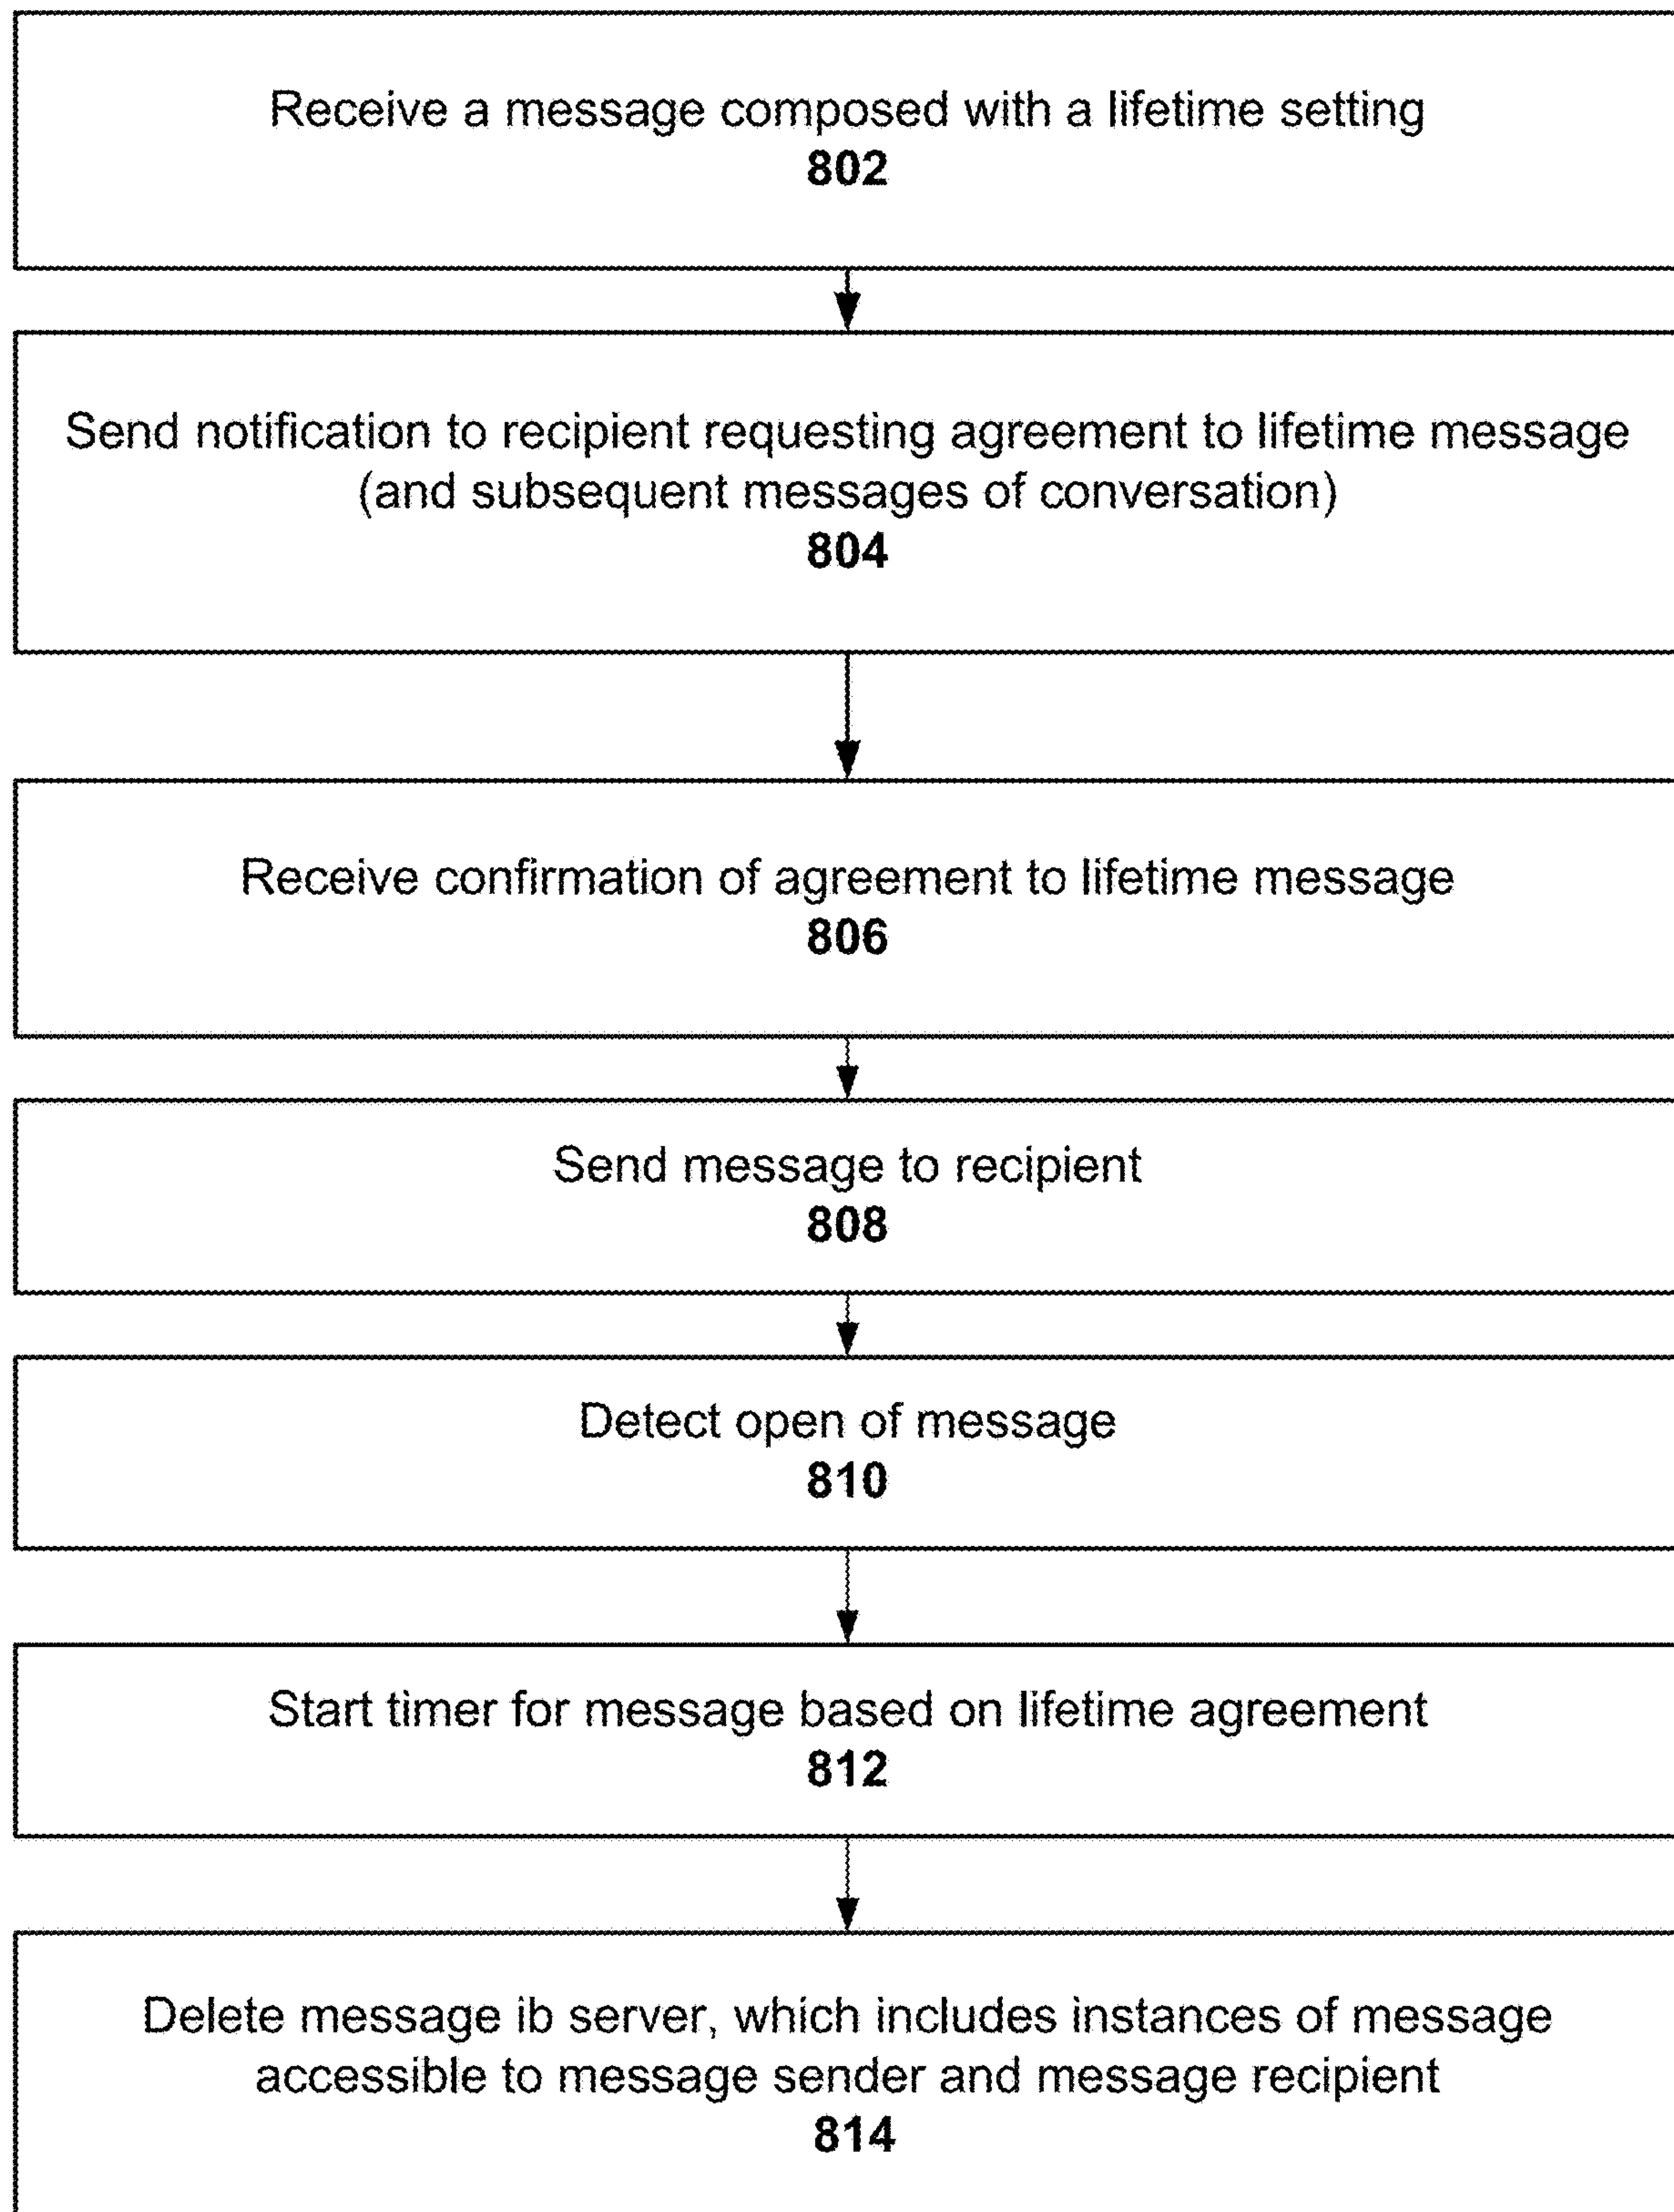 Receive a message composed with a lifetime setting
802
Send notification to recipient requesting agreement to lifetime message
(and subsequent messages of conversation)
804
Receive confirmation of agreement to lifetime message
806
Send message to recipient
808
Detect open of message
810
Start timer for message based on lifetime agreement
812
Delete message ib server, which includes instances of message
accessible to message sender and message recipient
814